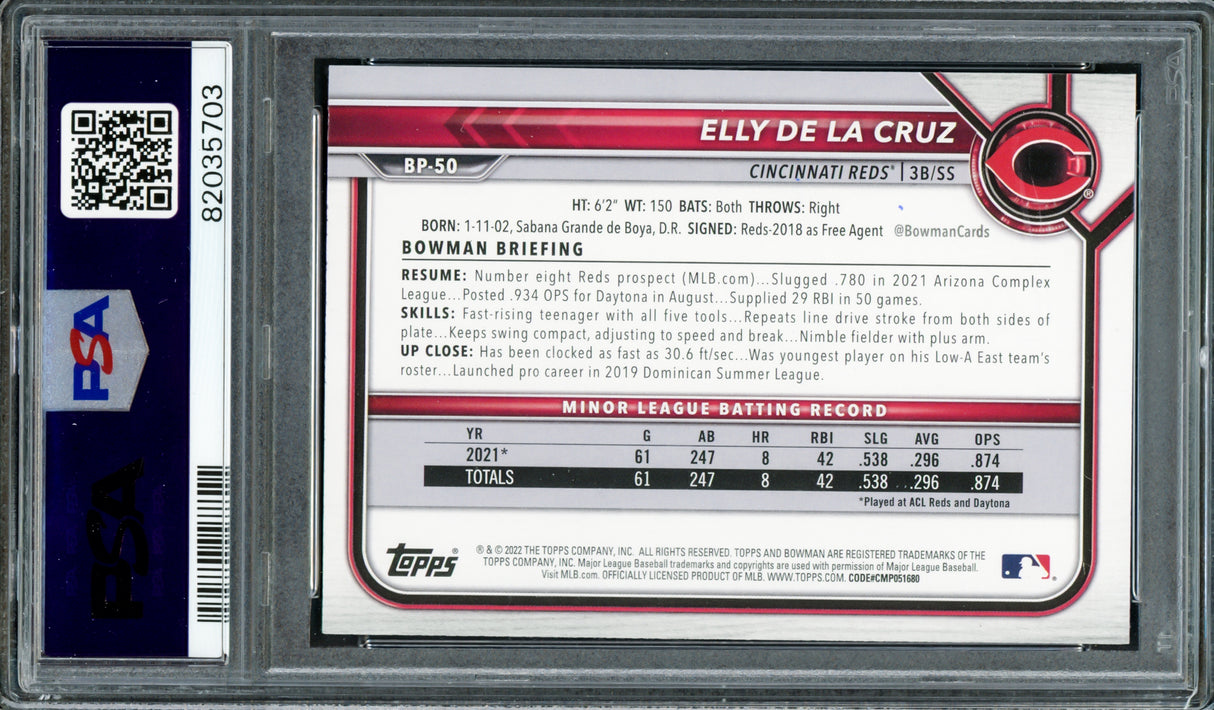 82035703
PSA
PSA
ELLY DE LA CRUZ
BP-50
CINCINNATI REDS® | 3B/SS
HT: 6'2" WT: 150 BATS: Both THROWS: Right
BORN: 1-11-02, Sabana Grande de Boya, D.R. SIGNED: Reds-2018 as Free Agent @BowmanCards
BOWMAN BRIEFING
RESUME: Number eight Reds prospect (MLB.com)...Slugged .780 in 2021 Arizona Complex
League...Posted .934 OPS for Daytona in August...Supplied 29 RBI in 50 games.
SKILLS: Fast-rising teenager with all five tools...Repeats line drive stroke from both sides of
plate...Keeps swing compact, adjusting to speed and break...Nimble fielder with plus arm.
UP CLOSE: Has been clocked as fast as 30.6 ft/sec...Was youngest player on his Low-A East team's
roster...Launched pro career in 2019 Dominican Summer League.
MINOR LEAGUE BATTING RECORD
YR G AB HR RBI SLG AVG OPS
2021* 61 247 8 42 .538 .296 .874
TOTALS 61 247 8 42 .538 .296 .874
*Played at ACL Reds and Daytona
TOPPS®
® & © 2022 THE TOPPS COMPANY, INC. ALL RIGHTS RESERVED. TOPPS AND BOWMAN ARE REGISTERED TRADEMARKS OF THE
TOPPS COMPANY, INC. Major League Baseball trademarks and copyrights are used with permission of Major League Baseball.
Visit MLB.com. OFFICIALLY LICENSED PRODUCT OF MLB. WWW.TOPPS.COM. CODE#CMP051680